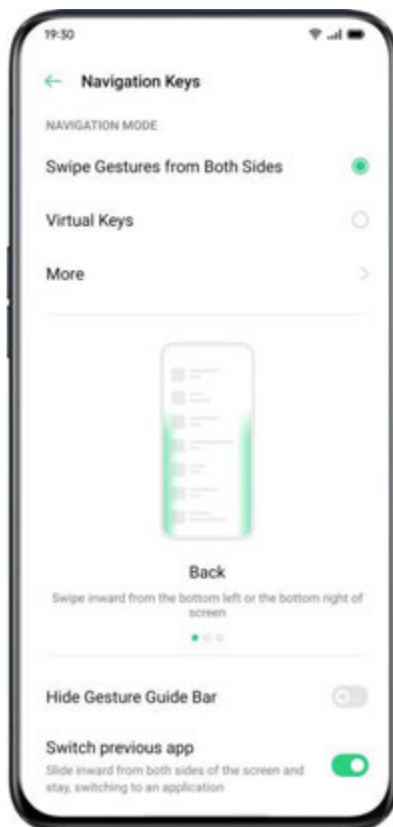 19:30
Navigation Keys
NAVIGATION MODE
Swipe Gestures from Both Sides
Virtual Keys
More
Back
Swipe inward from the bottom left or the bottom right of
screen
Hide Gesture Guide Bar
Switch previous app
Slide inward from both sides of the screen and
stay, switching to an application